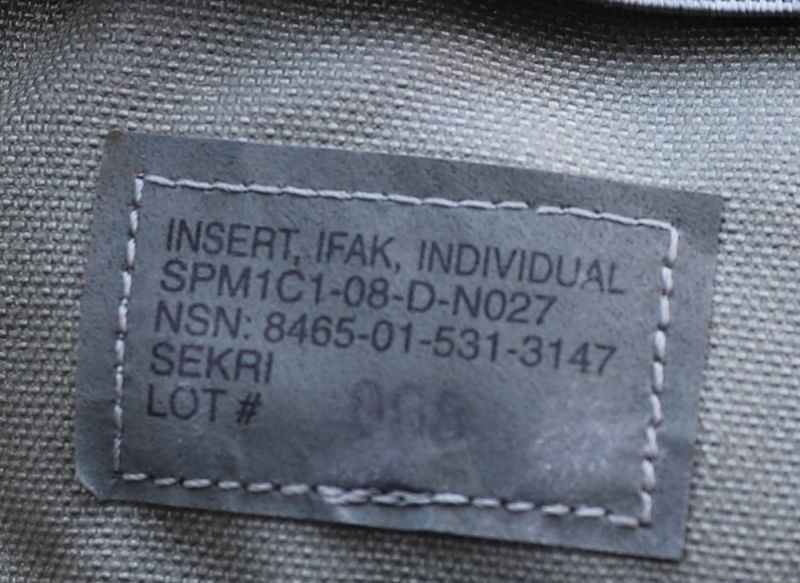 INSERT, IFAK, INDIVIDUAL
SPM1C1-08-D-N027
NSN: 8465-01-531-3147
SEKRI
LOT #